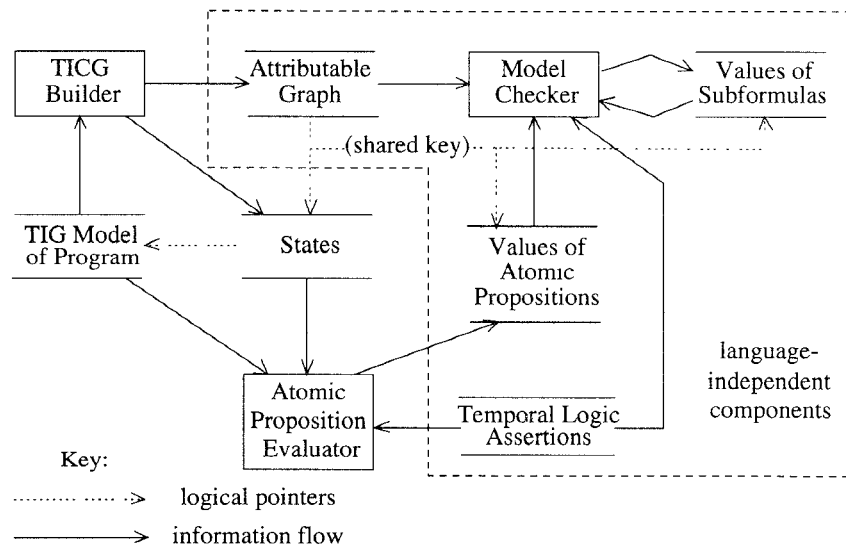 TICG
Builder
Attributable
Graph
Model
Checker
Values of
Subformulas
(shared key)
TIG Model
of Program
States
Values of
Atomic
Propositions
language-
independent
components
Atomic
Proposition
Evaluator
Temporal Logic
Assertions
Key:
logical pointers
information flow